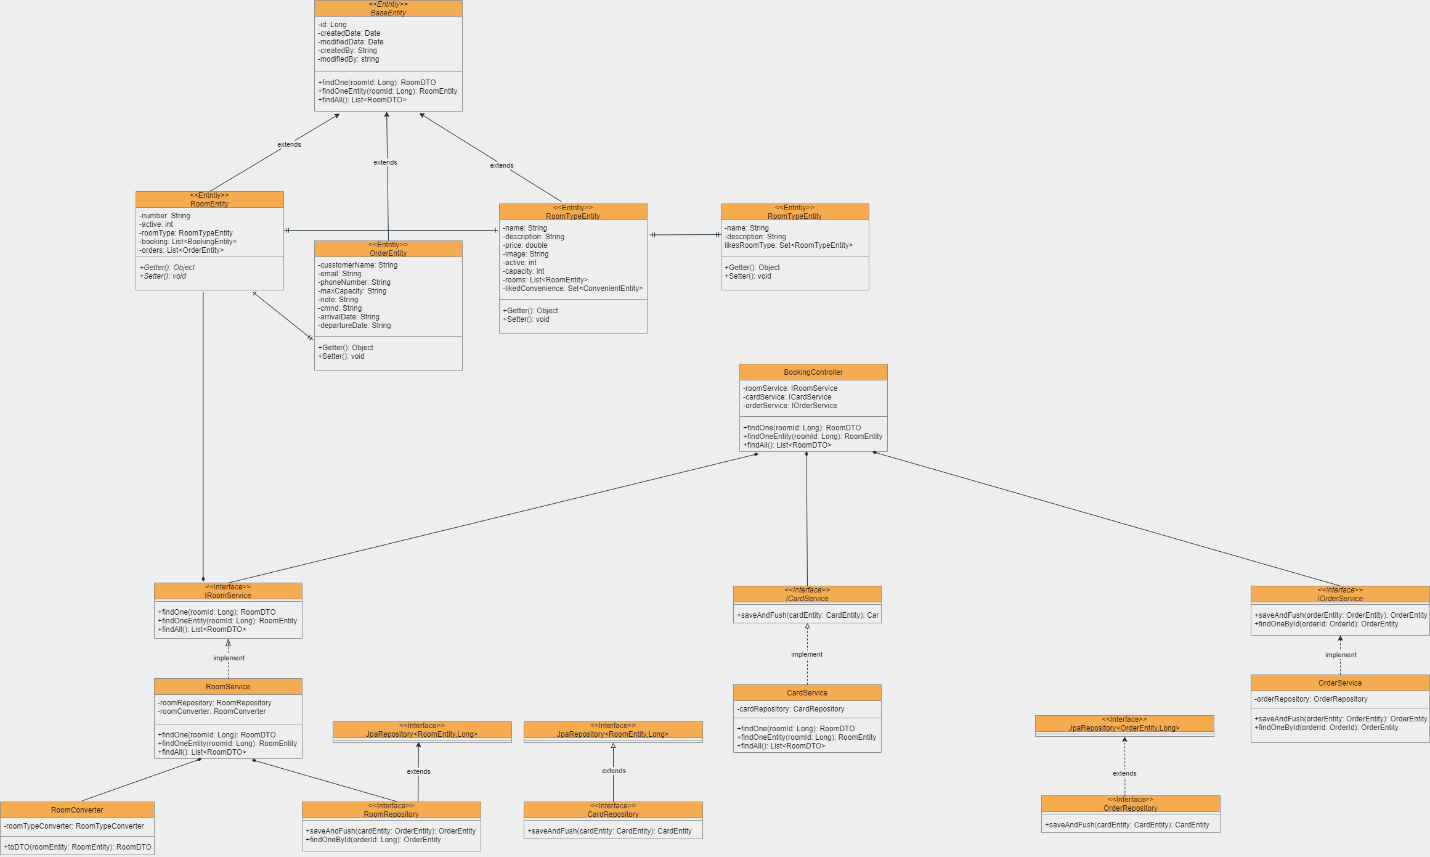 <<Entntiy>>
BaseEntity
-id: Long
-createdDate: Date
-modifiedData: Date
-createdBy: String
-modifiedBy: string
+findOne(roomId: Long): RoomDTO
+findOneEntity(roomId: Long): RoomEntity
+findAll(): List<RoomDTO>
extends
extends
extends
<<Entntiy>>
RoomEntity
-number: String
-active: int
-roomType: RoomTypeEntity
-booking: List<BookingEntity>
-orders: List<OrderEntity>
+Getter(): Object
+Setter(): void
<<Entntiy>>
OrderEntity
-cusstomerName: String
-email: String
-phoneNumber: String
-maxCapacity: String
-note: String
-cmnd: String
-arrivalDate: String
-departureDate: String
+Getter(): Object
+Setter(): void
<<Entntiy>>
RoomTypeEntity
-name: String
-description: String
-price: double
-image: String
-active: int
-capacity: int
-rooms: List<RoomEntity>
-likedConvenience: Set<ConvenientEntity>
+Getter(): Object
+Setter(): void
<<Entntiy>>
RoomTypeEntity
-name: String
-description: String
likesRoomType: Set<RoomTypeEntity>
+Getter(): Object
+Setter(): void
BookingController
-roomService: IRoomService
-cardService: ICardService
-orderService: IOrderService
+findOne(roomId: Long): RoomDTO
+findOneEntity(roomId: Long): RoomEntity
+findAll(): List<RoomDTO>
<<Interface>>
IRoomService
+findOne(roomId: Long): RoomDTO
+findOneEntity(roomId: Long): RoomEntity
+findAll(): List<RoomDTO>
<<Interface>>
ICardService
+saveAndFush(cardEntity: CardEntity): Car
<<Interface>>
IOrderService
+saveAndFush(orderEntity: OrderEntity): OrderEntity
+findOneById(orderId: OrderId): OrderEntity
implement
implement
implement
RoomService
-roomRepository: RoomRepository
-roomConverter: RoomConverter
+findOne(roomId: Long): RoomDTO
+findOneEntity(roomId: Long): RoomEntity
+findAll(): List<RoomDTO>
CardService
-cardRepository: CardRepository
+findOne(roomId: Long): RoomDTO
+findOneEntity(roomId: Long): RoomEntity
+findAll(): List<RoomDTO>
OrderService
-orderRepository: OrderRepository
+saveAndFush(orderEntity: OrderEntity): OrderEntity
+findOneById(orderId: OrderId): OrderEntity
<<Interface>>
JpaRepository<RoomEntity,Long>
<<Interface>>
JpaRepository<RoomEntity,Long>
<<Interface>>
JpaRepository<OrderEntity,Long>
extends
extends
extends
RoomConverter
-roomTypeConverter: RoomTypeConverter
+toDTO(roomEntity: RoomEntity): RoomDTO
<<Interface>>
RoomRepository
+saveAndFush(cardEntity: OrderEntity): OrderEntity
+findOneById(orderId: Long): OrderEntity
<<Interface>>
CardRepository
+saveAndFush(cardEntity: CardEntity): CardEntity
<<Interface>>
OrderRepository
+saveAndFush(cardEntity: CardEntity): CardEntity